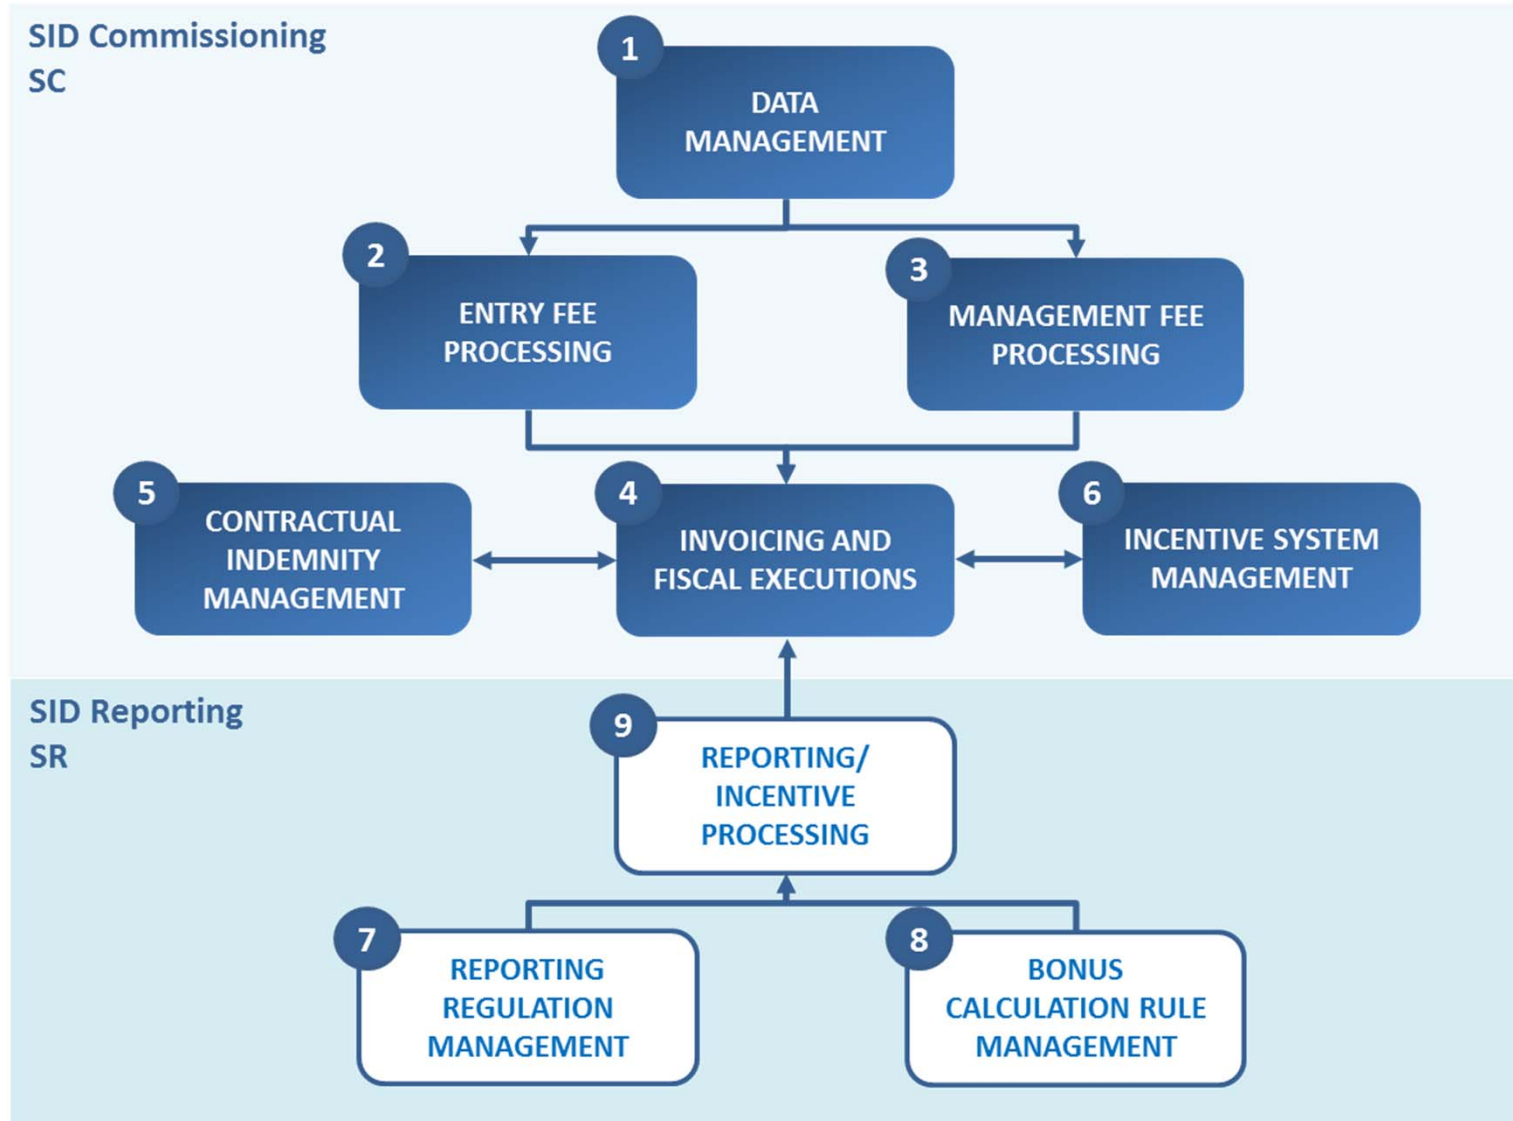 SID Commissioning
SC
1
DATA
MANAGEMENT
2
ENTRY FEE
PROCESSING
3
MANAGEMENT FEE
PROCESSING
5
CONTRACTUAL
INDEMNITY
MANAGEMENT
4
INVOICING AND
FISCAL EXECUTIONS
6
INCENTIVE SYSTEM
MANAGEMENT
SID Reporting
SR
9
REPORTING/
INCENTIVE
PROCESSING
7
REPORTING
REGULATION
MANAGEMENT
8
BONUS
CALCULATION RULE
MANAGEMENT